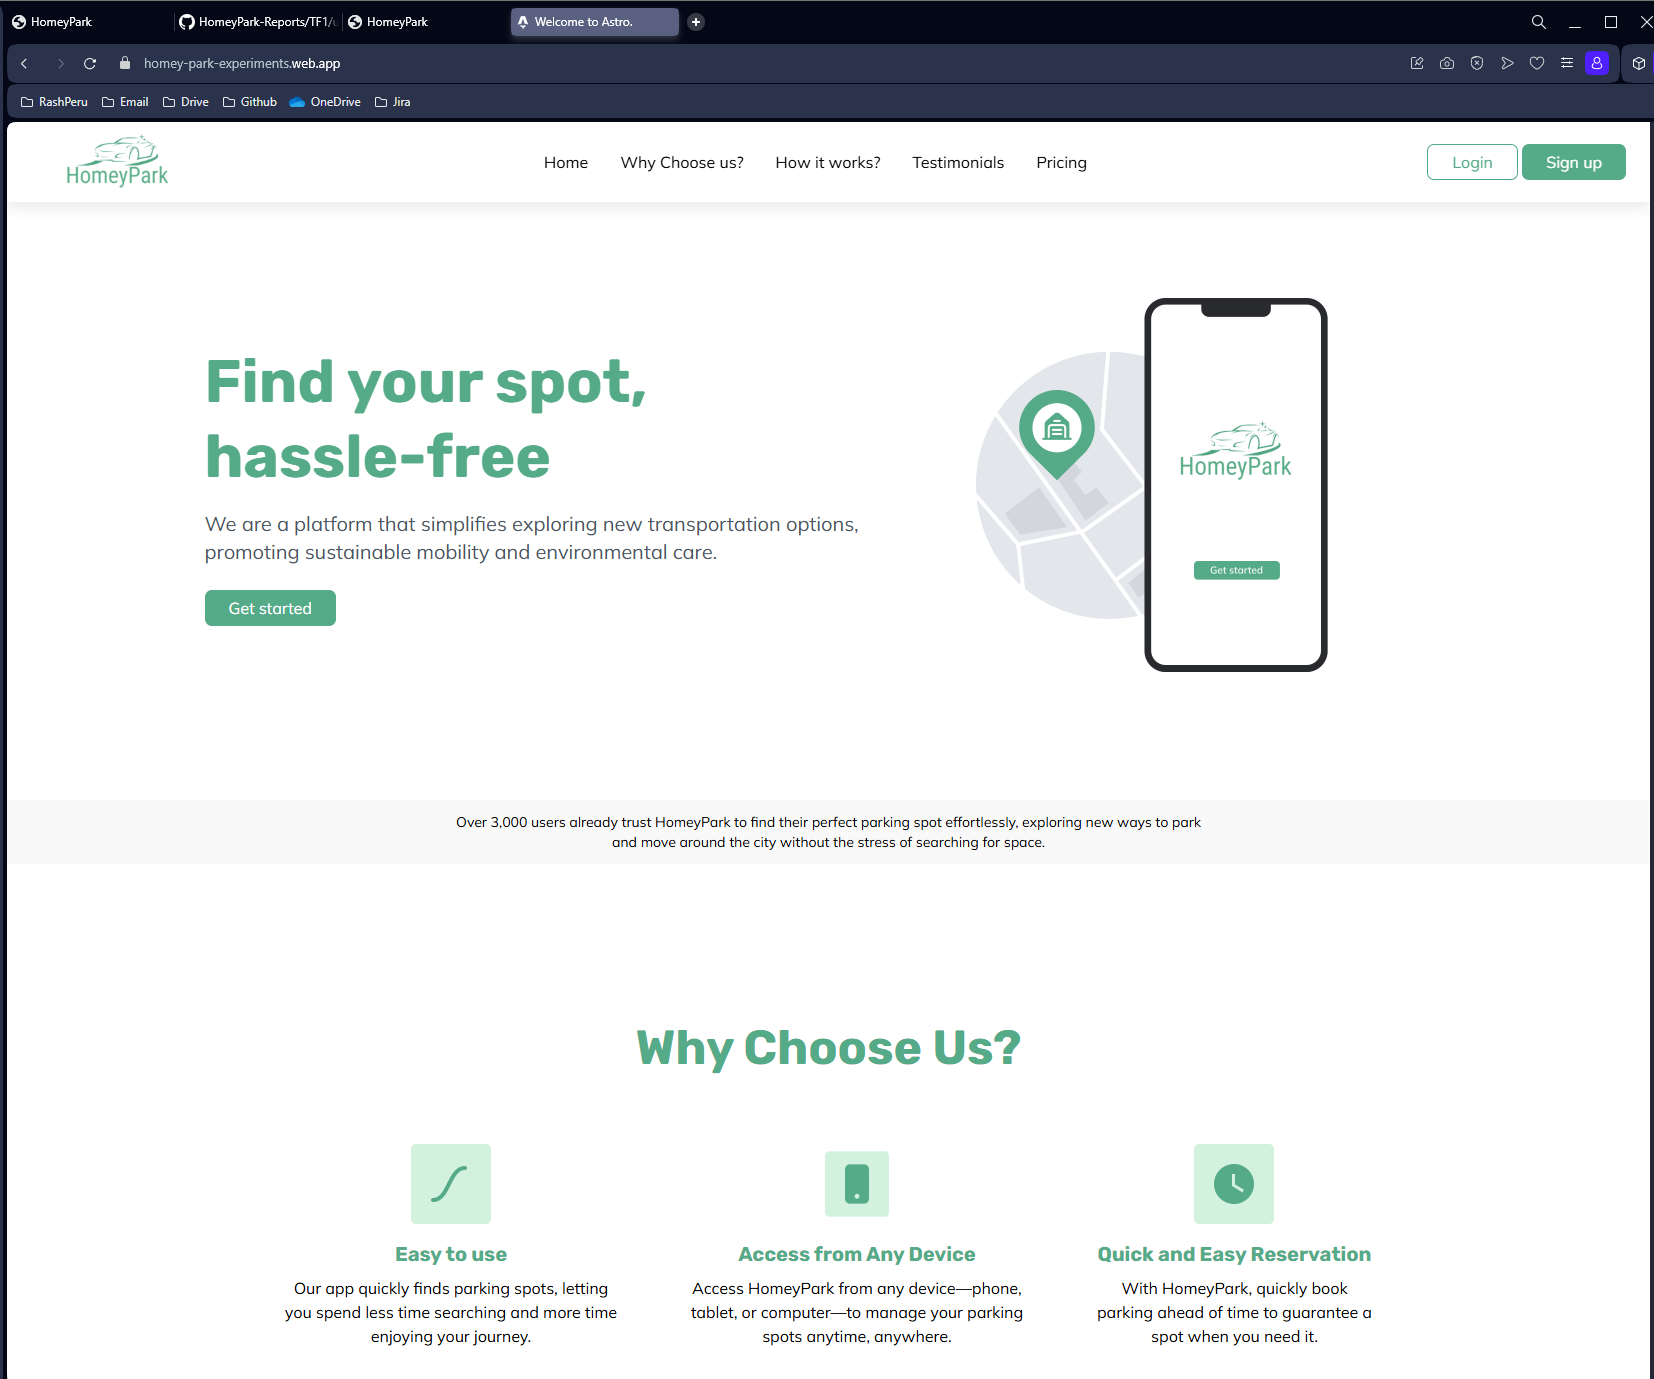 HomeyPark
HomeyPark-Reports/TF1/
HomeyPark
Welcome to Astro.
homey-park-experiments.web.app
RashPeru
Email
Drive
Github
OneDrive
Jira
HomeyPark
Home
Why Choose us?
How it works?
Testimonials
Pricing
Login
Sign up
Find your spot,
hassle-free
We are a platform that simplifies exploring new transportation options,
promoting sustainable mobility and environmental care.
Get started
HomeyPark
Get started
Over 3,000 users already trust HomeyPark to find their perfect parking spot effortlessly, exploring new ways to park
and move around the city without the stress of searching for space.
Why Choose Us?
Easy to use
Our app quickly finds parking spots, letting
you spend less time searching and more time
enjoying your journey.
Access from Any Device
Access HomeyPark from any device—phone,
tablet, or computer—to manage your parking
spots anytime, anywhere.
Quick and Easy Reservation
With HomeyPark, quickly book
parking ahead of time to guarantee a
spot when you need it.